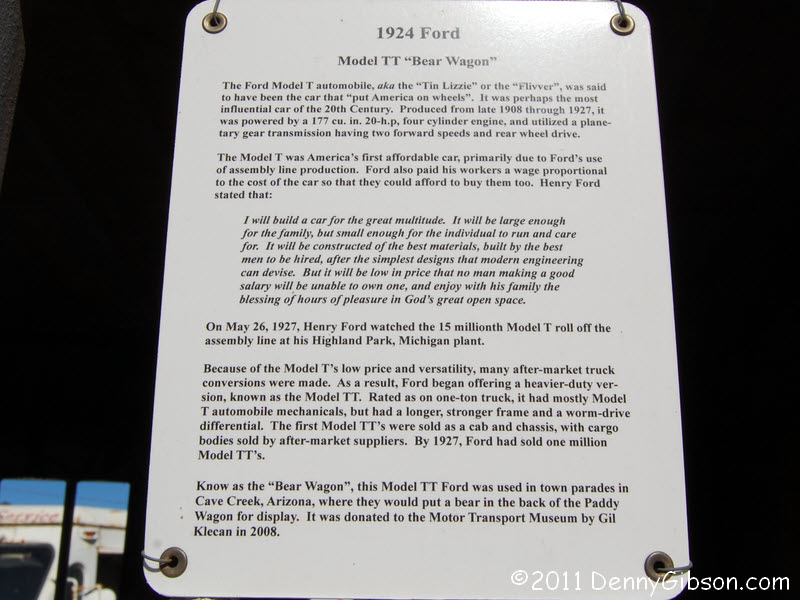 1924 Ford
Model TT “Bear Wagon”
The Ford Model T automobile, aka the “Tin Lizzie” or the “Flivver”, was said
to have been the car that “put America on wheels”. It was perhaps the most
influential car of the 20th Century. Produced from late 1908 through 1927, it
was powered by a 177 cu. in. 20-h.p, four cylinder engine, and utilized a plane-
tary gear transmission having two forward speeds and rear wheel drive.
The Model T was America’s first affordable car, primarily due to Ford’s use
of assembly line production. Ford also paid his workers a wage proportional
to the cost of the car so that they could afford to buy them too. Henry Ford
stated that:
I will build a car for the great multitude. It will be large enough
for the family, but small enough for the individual to run and care
for. It will be constructed of the best materials, built by the best
men to be hired, after the simplest designs that modern engineering
can devise. But it will be low in price that no man making a good
salary will be unable to own one, and enjoy with his family the
blessing of hours of pleasure in God’s great open space.
On May 26, 1927, Henry Ford watched the 15 millionth Model T roll off the
assembly line at his Highland Park, Michigan plant.
Because of the Model T’s low price and versatility, many after-market truck
conversions were made. As a result, Ford began offering a heavier-duty ver-
sion, known as the Model TT. Rated as on one-ton truck, it had mostly Model
T automobile mechanicals, but had a longer, stronger frame and a worm-drive
differential. The first Model TT’s were sold as a cab and chassis, with cargo
bodies sold by after-market suppliers. By 1927, Ford had sold one million
Model TT’s.
Know as the “Bear Wagon”, this Model TT Ford was used in town parades in
Cave Creek, Arizona, where they would put a bear in the back of the Paddy
Wagon for display. It was donated to the Motor Transport Museum by Gil
Klecan in 2008.
Service
©2011 DennyGibson.com